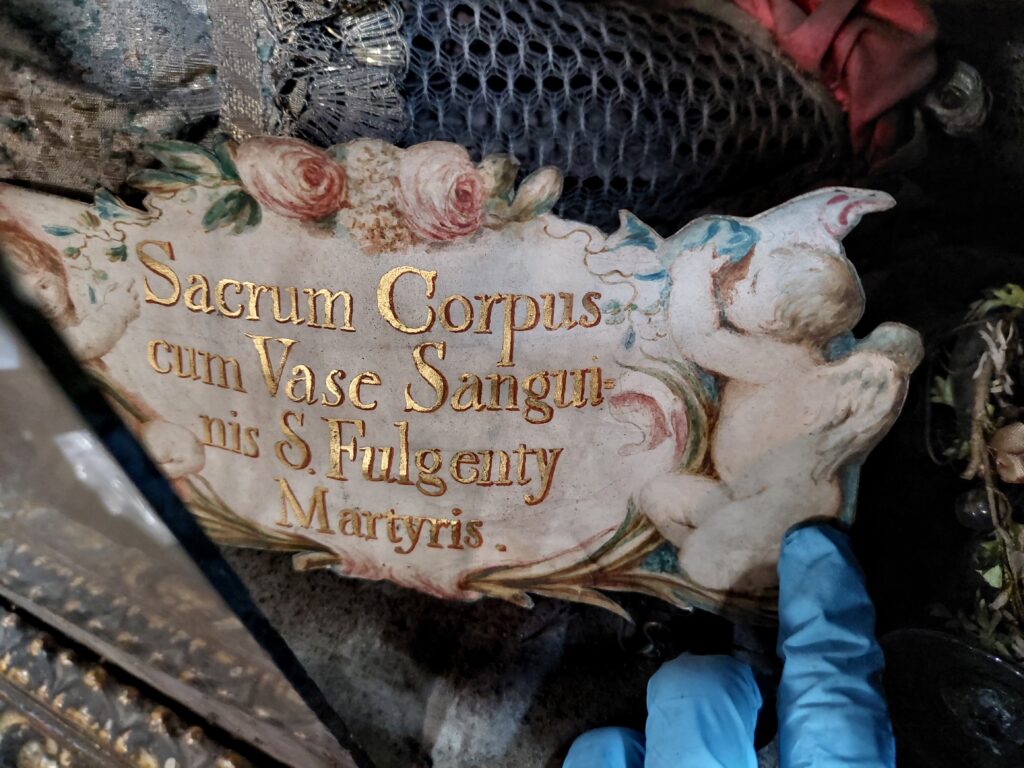 Sacrum Corpus
cum Vase Sangui=
nis S. Fulgenty
Martyris.